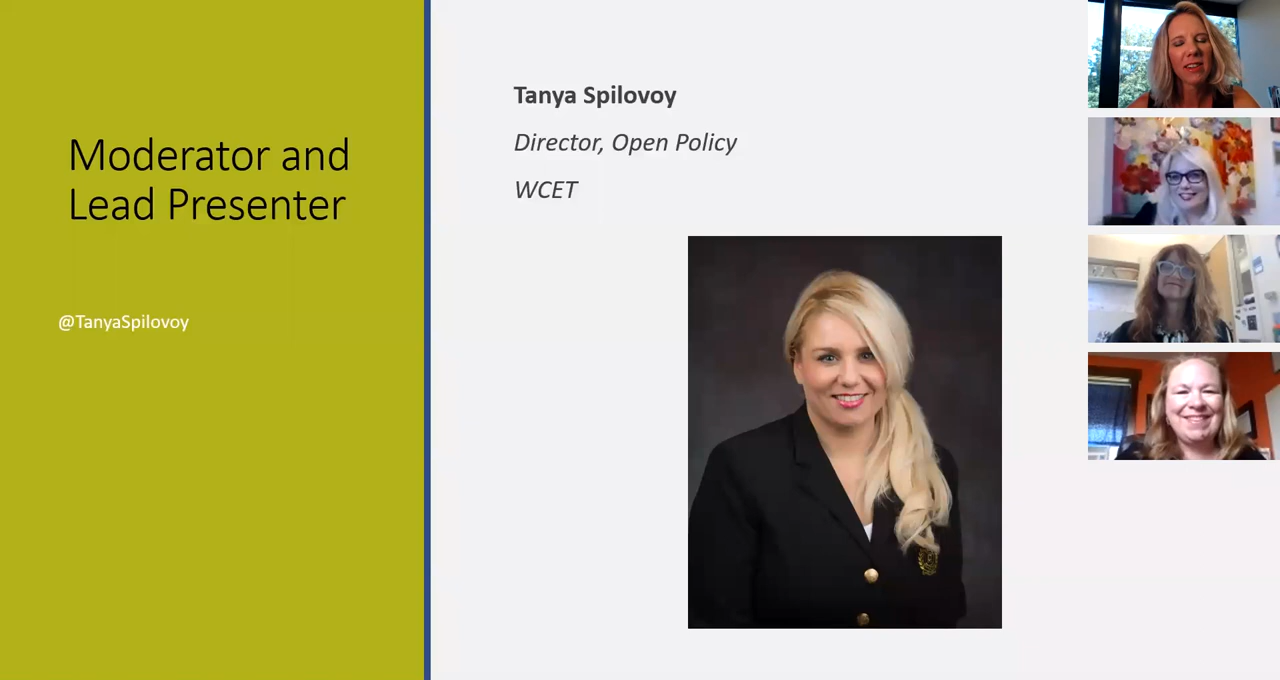 Moderator and
Lead Presenter
@TanyaSpilovoy
Tanya Spilovoy
Director, Open Policy
WCET